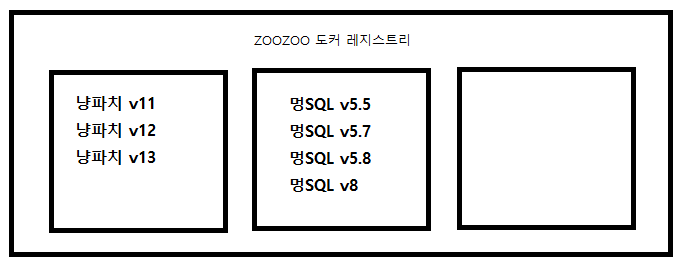 ZOOZOO 도커 레지스트리
냥파치 v11
냥파치 v12
냥파치 v13
멍SQL v5.5
멍SQL v5.7
멍SQL v5.8
멍SQL v8